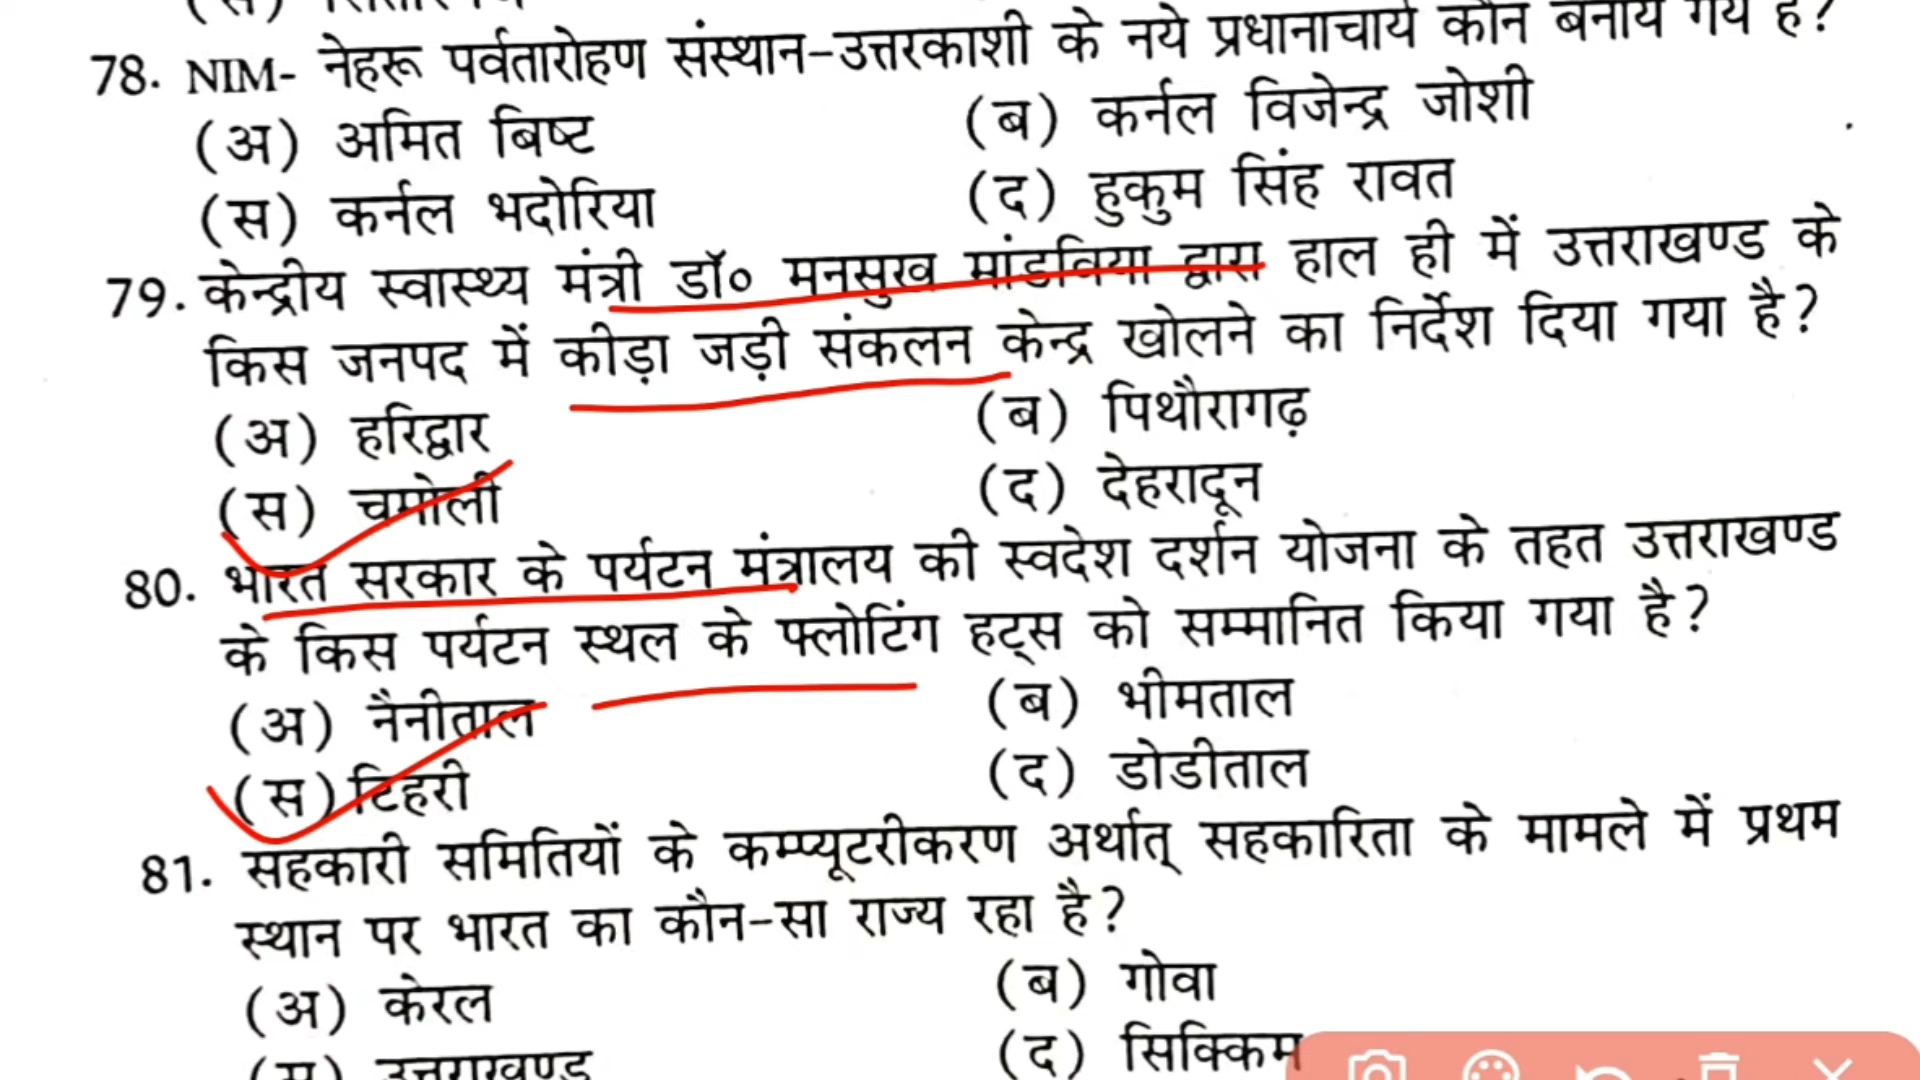 78. NIM- नेहरू पर्वतारोहण संस्थान-उत्तरकाशी के नये प्रधानाचार्य कौन बनाये गये है?
(अ) अमित बिष्ट (ब) कर्नल विजेन्द्र जोशी
(स) कर्नल भदोरिया (द) हुकुम सिंह रावत
79. केन्द्रीय स्वास्थ्य मंत्री डॉ० मनसुख मांडविया द्वारा हाल ही में उत्तराखण्ड के
किस जनपद में कीड़ा जड़ी संकलन केन्द्र खोलने का निर्देश दिया गया है?
(अ) हरिद्वार (ब) पिथौरागढ़
(स) चमोली (द) देहरादून
80. भारत सरकार के पर्यटन मंत्रालय की स्वदेश दर्शन योजना के तहत उत्तराखण्ड
के किस पर्यटन स्थल के फ्लोटिंग हट्स को सम्मानित किया गया है?
(अ) नैनीताल (ब) भीमताल
(स) टिहरी (द) डोडीताल
81. सहकारी समितियों के कम्प्यूटरीकरण अर्थात् सहकारिता के मामले में प्रथम
स्थान पर भारत का कौन-सा राज्य रहा है?
(अ) केरल (ब) गोवा
(स) उत्तराखण्ड (द) सिक्किम